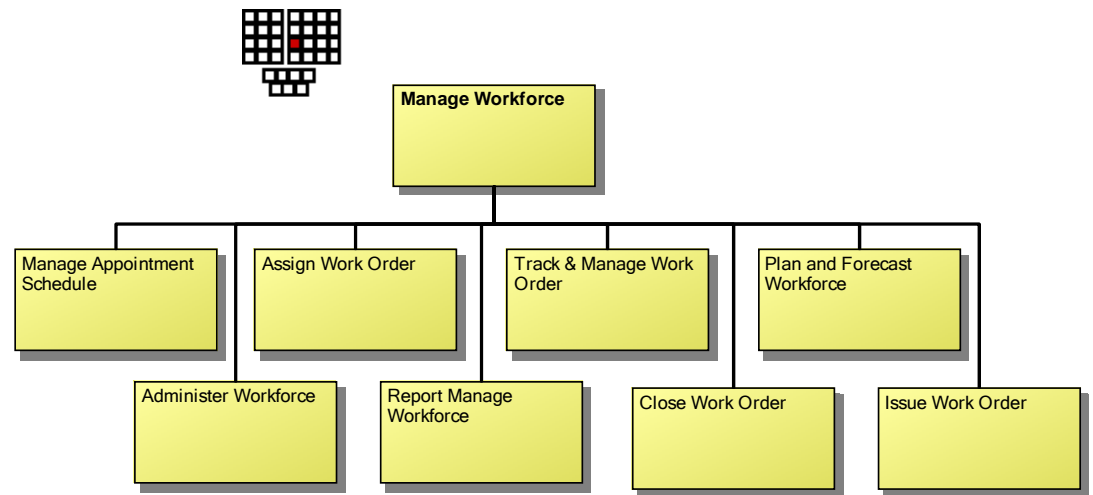 Manage Workforce
Manage Appointment
Schedule
Assign Work Order
Track & Manage Work
Order
Plan and Forecast
Workforce
Administer Workforce
Report Manage
Workforce
Close Work Order
Issue Work Order